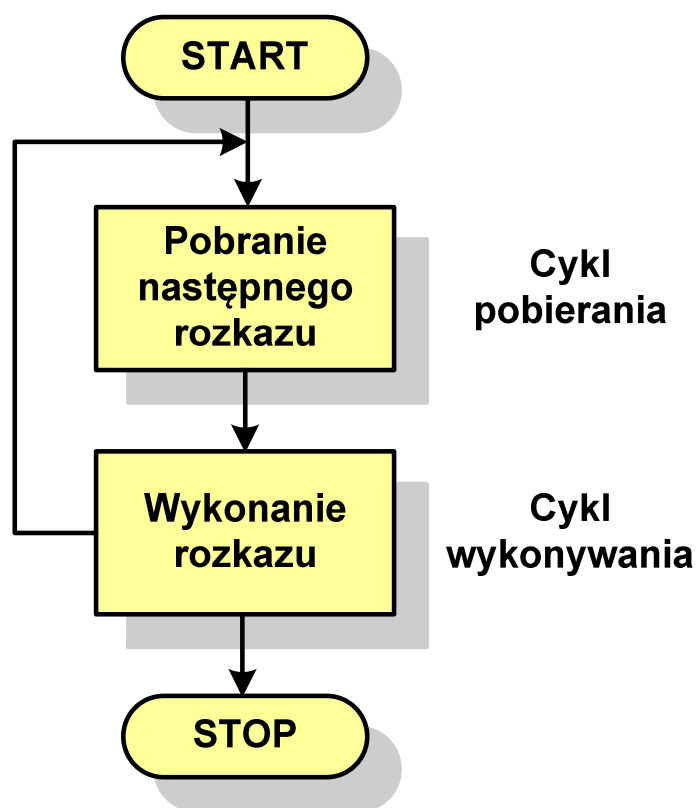 START
Pobranie
następnego
rozkazu
Cykl
pobierania
Wykonanie
rozkazu
Cykl
wykonywania
STOP